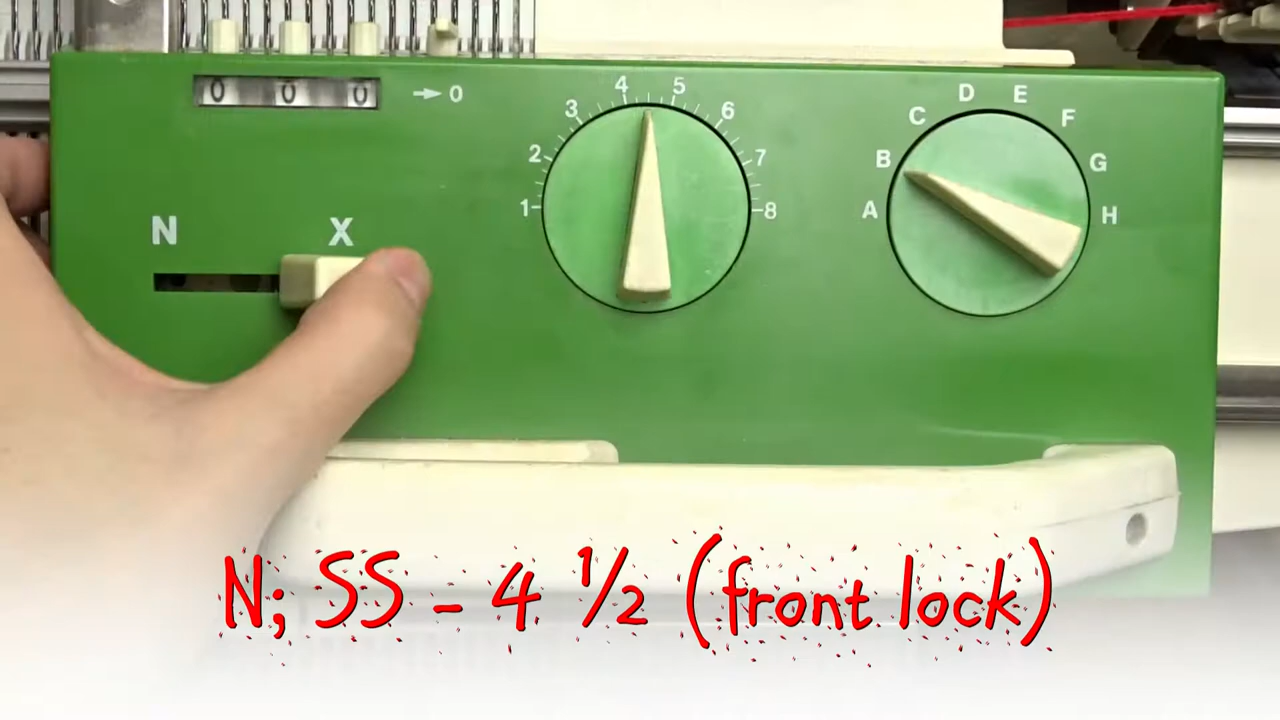 0 0 0 → 0
N X
1 2 3 4 5 6 7 8
A B C D E F G H
N; SS - 4 ½ (front lock)